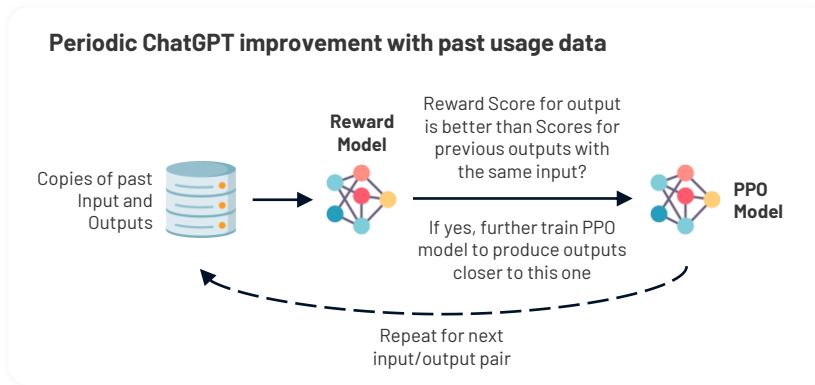 Periodic ChatGPT improvement with past usage data
Copies of past
Input and
Outputs
Reward
Model
Reward Score for output
is better than Scores for
previous outputs with
the same input?
If yes, further train PPO
model to produce outputs
closer to this one
PPO
Model
Repeat for next
input/output pair